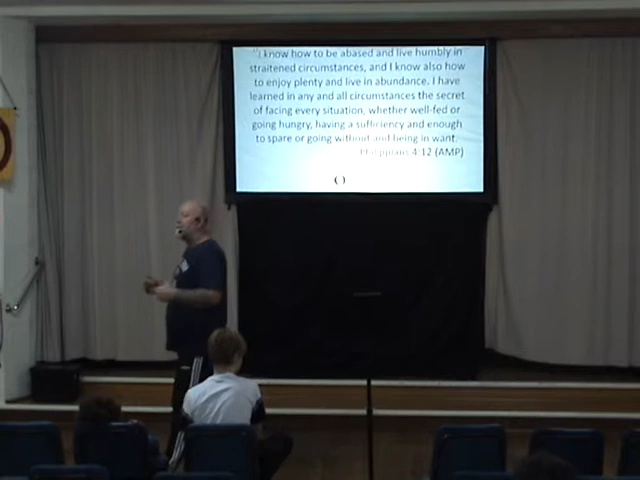 "I know how to be abased and live humbly in
straitened circumstances, and I know also how
to enjoy plenty and live in abundance. I have
learned in any and all circumstances the secret
of facing every situation, whether well-fed or
going hungry, having a sufficiency and enough
to spare or going without and being in want.
Philippians 4:12 (AMP)
( )